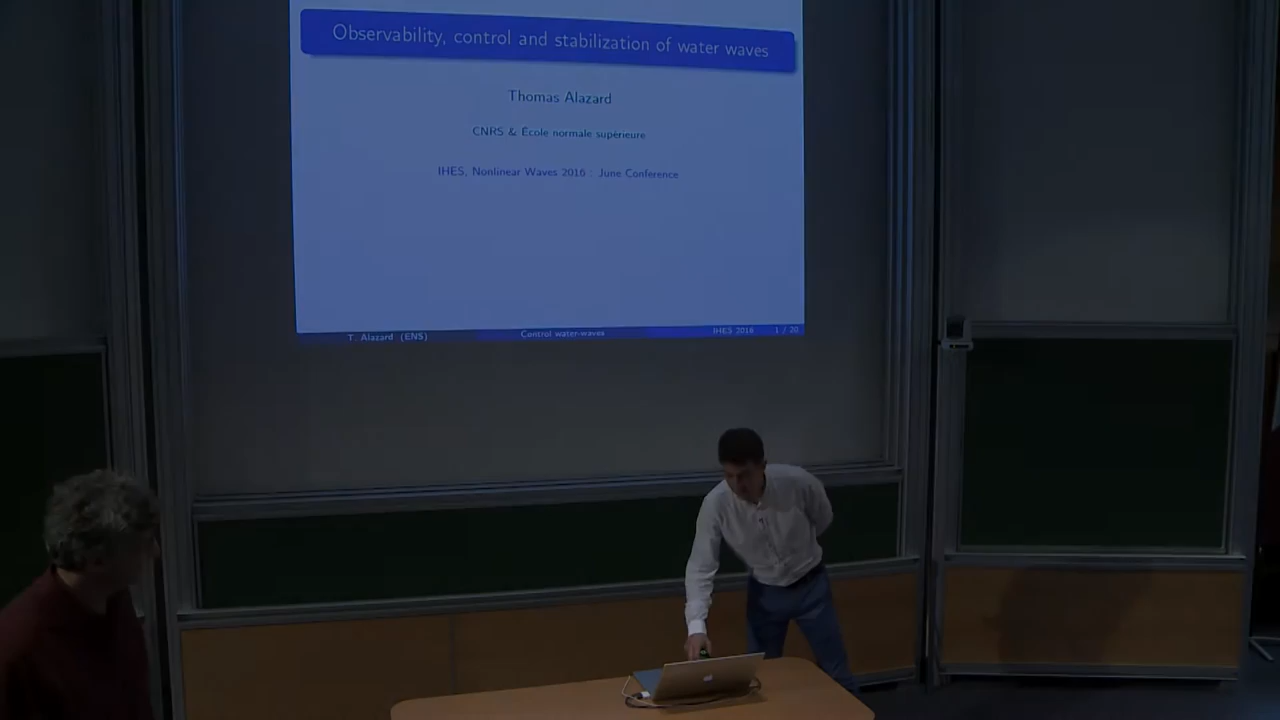 Observability, control and stabilization of water waves
Thomas Alazard
CNRS & École normale supérieure
IHES, Nonlinear Waves 2016 : June Conference
T. Alazard (ENS) Control water-waves IHES 2016 1 / 20